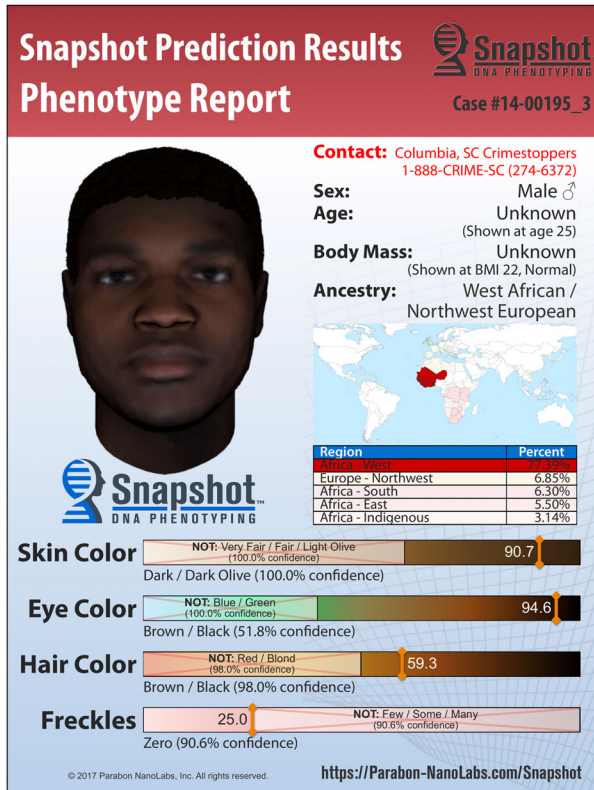 Snapshot Prediction Results
Phenotype Report
Snapshot
DNA PHENOTYPING
Case #14-00195_3
Contact: Columbia, SC Crimestoppers
1-888-CRIME-SC (274-6372)
Sex: Male ♂
Age: Unknown
(Shown at age 25)
Body Mass: Unknown
(Shown at BMI 22, Normal)
Ancestry: West African /
Northwest European
Region Percent
Africa - West 77.39%
Europe - Northwest 6.85%
Africa - South 6.30%
Africa - East 5.50%
Africa - Indigenous 3.14%
Snapshot™
DNA PHENOTYPING
Skin Color NOT: Very Fair / Fair / Light Olive 90.7
(100.0% confidence)
Dark / Dark Olive (100.0% confidence)
Eye Color NOT: Blue / Green 94.6
(100.0% confidence)
Brown / Black (51.8% confidence)
Hair Color NOT: Red / Blond 59.3
(98.0% confidence)
Brown / Black (98.0% confidence)
Freckles 25.0 NOT: Few / Some / Many
(90.6% confidence)
Zero (90.6% confidence)
© 2017 Parabon NanoLabs, Inc. All rights reserved.
https://Parabon-NanoLabs.com/Snapshot